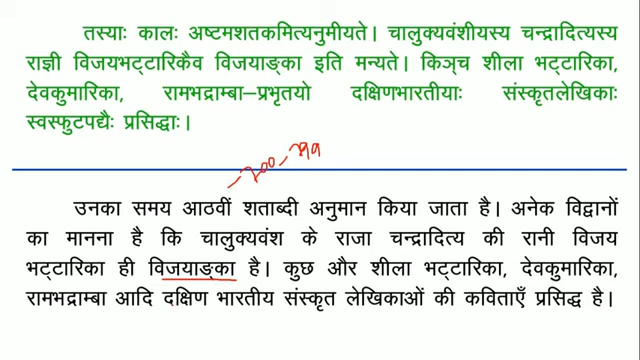 तस्याः कालः अष्टमशतकमित्यनुमीयते। चालुक्यवंशीयस्य चन्द्रादित्यस्य
राज्ञी विजयभट्टारिकैव विजयाङ्का इति मन्यते। किञ्च शीला भट्टारिका,
देवकुमारिका, रामभद्राम्बा–प्रभृतयो दक्षिणभारतीयाः संस्कृतलेखिकाः
स्वस्फुटपद्यैः प्रसिद्धाः।
उनका समय आठवीं शताब्दी अनुमान किया जाता है। अनेक विद्वानों
का मानना है कि चालुक्यवंश के राजा चन्द्रादित्य की रानी विजय
भट्टारिका ही विजयाङ्का है। कुछ और शीला भट्टारिका, देवकुमारिका,
रामभद्राम्बा आदि दक्षिण भारतीय संस्कृत लेखिकाओं की कविताएँ प्रसिद्ध है।